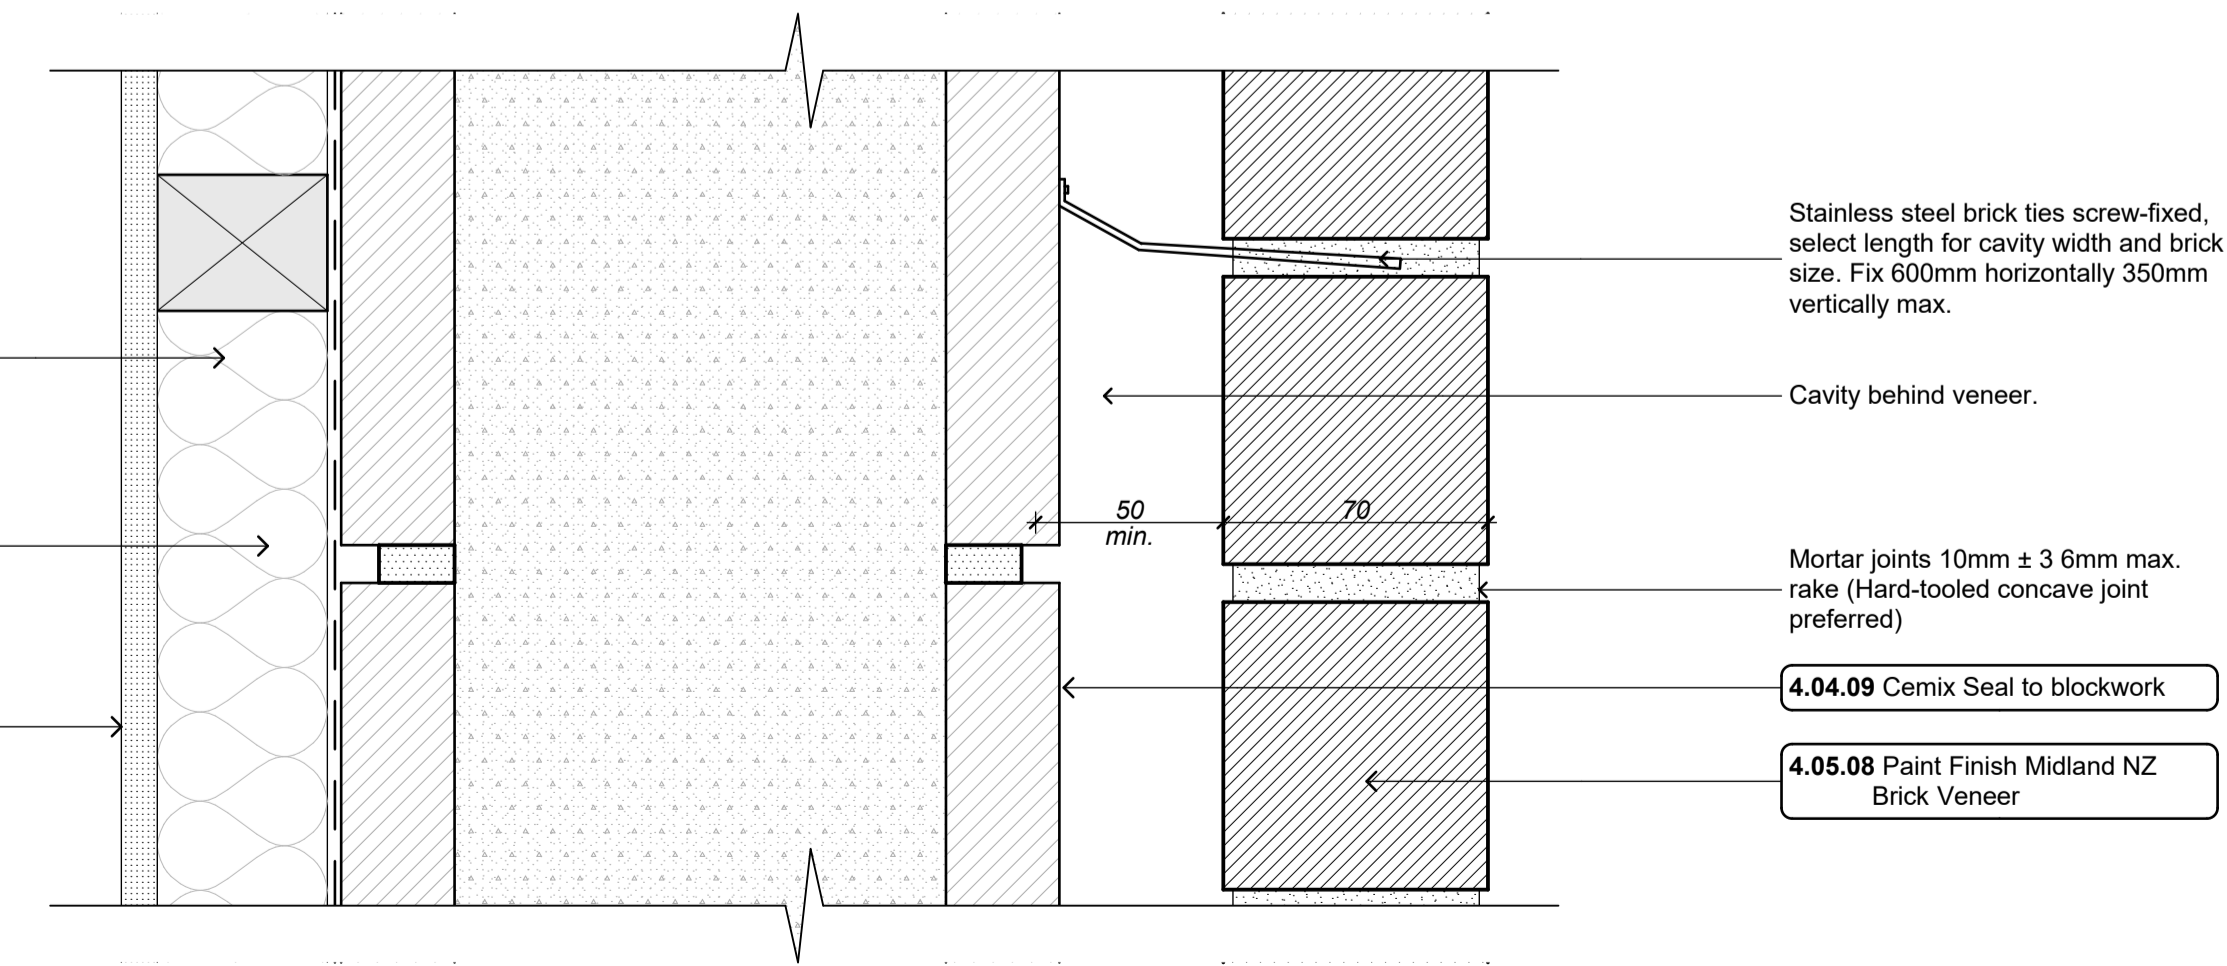 Stainless steel brick ties screw-fixed,
select length for cavity width and brick
size. Fix 600mm horizontally 350mm
vertically max.
Cavity behind veneer.
50
min.
70
Mortar joints 10mm ± 3 6mm max.
rake (Hard-tooled concave joint
preferred)
4.04.09 Cemix Seal to blockwork
4.05.08 Paint Finish Midland NZ
Brick Veneer